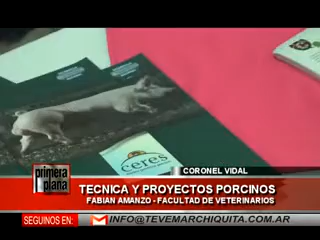 ceres
CORONEL VIDAL
primera
plana
TECNICA Y PROYECTOS PORCINOS
FABIAN AMANZO - FACULTAD DE VETERINARIOS
SEGUINOS EN:
INFO@TEVEMARCHIQUITA.COM.AR